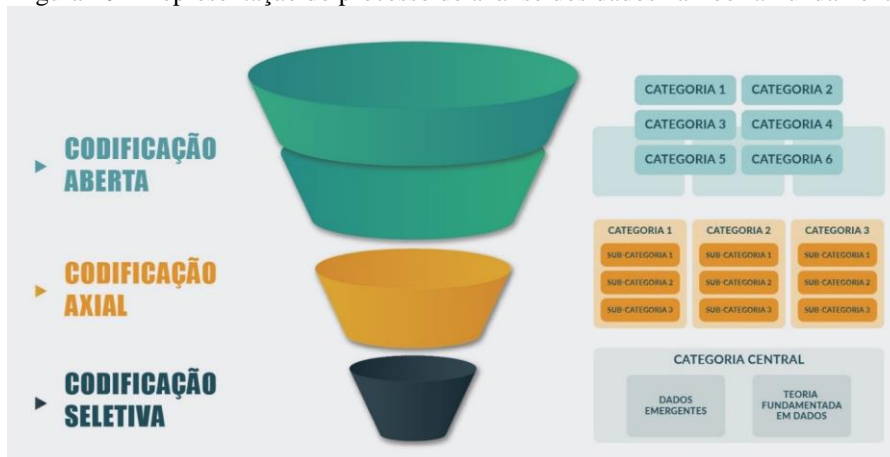 CODIFICAÇÃO
ABERTA
CATEGORIA 1
CATEGORIA 2
CATEGORIA 3
CATEGORIA 4
CATEGORIA 5
CATEGORIA 6
CODIFICAÇÃO
AXIAL
CATEGORIA 1
SUB-CATEGORIA 1
SUB-CATEGORIA 2
SUB-CATEGORIA 3
CATEGORIA 2
SUB-CATEGORIA 1
SUB-CATEGORIA 2
SUB-CATEGORIA 3
CATEGORIA 3
SUB-CATEGORIA 1
SUB-CATEGORIA 2
SUB-CATEGORIA 3
CODIFICAÇÃO
SELETIVA
CATEGORIA CENTRAL
DADOS
EMERGENTES
TEORIA
FUNDAMENTADA
EM DADOS